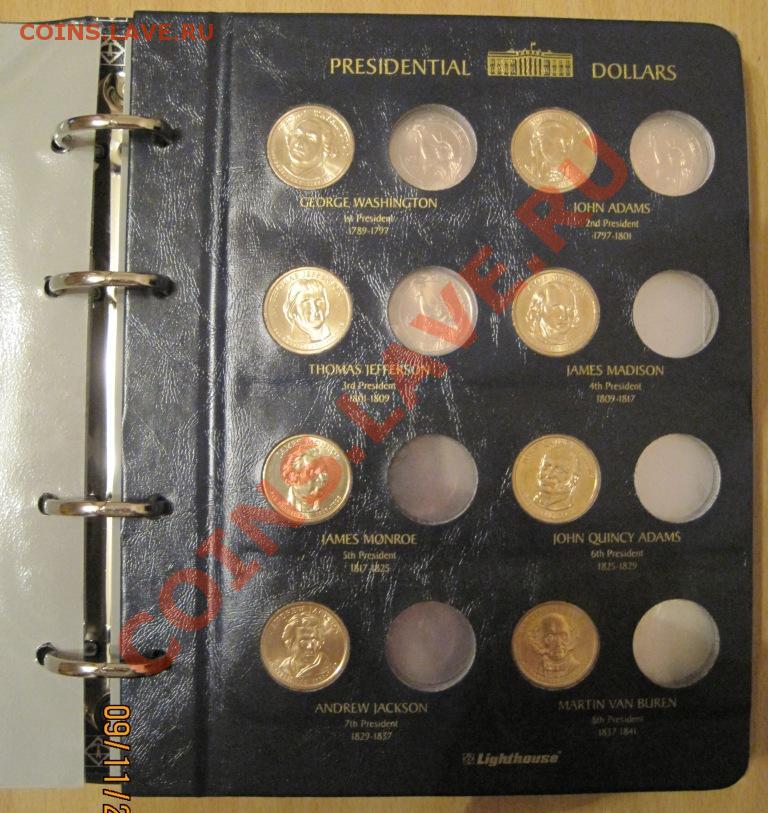 COINS.LAVE.RU
PRESIDENTIAL DOLLARS
GEORGE WASHINGTON
1st President
1789-1797
JOHN ADAMS
2nd President
1797-1801
THOMAS JEFFERSON
3rd President
1801-1809
JAMES MADISON
4th President
1809-1817
JAMES MONROE
5th President
1817-1825
JOHN QUINCY ADAMS
6th President
1825-1829
ANDREW JACKSON
7th President
1829-1837
MARTIN VAN BUREN
8th President
1837-1841
Lighthouse
COINS.LAVE.RU
09/11/2